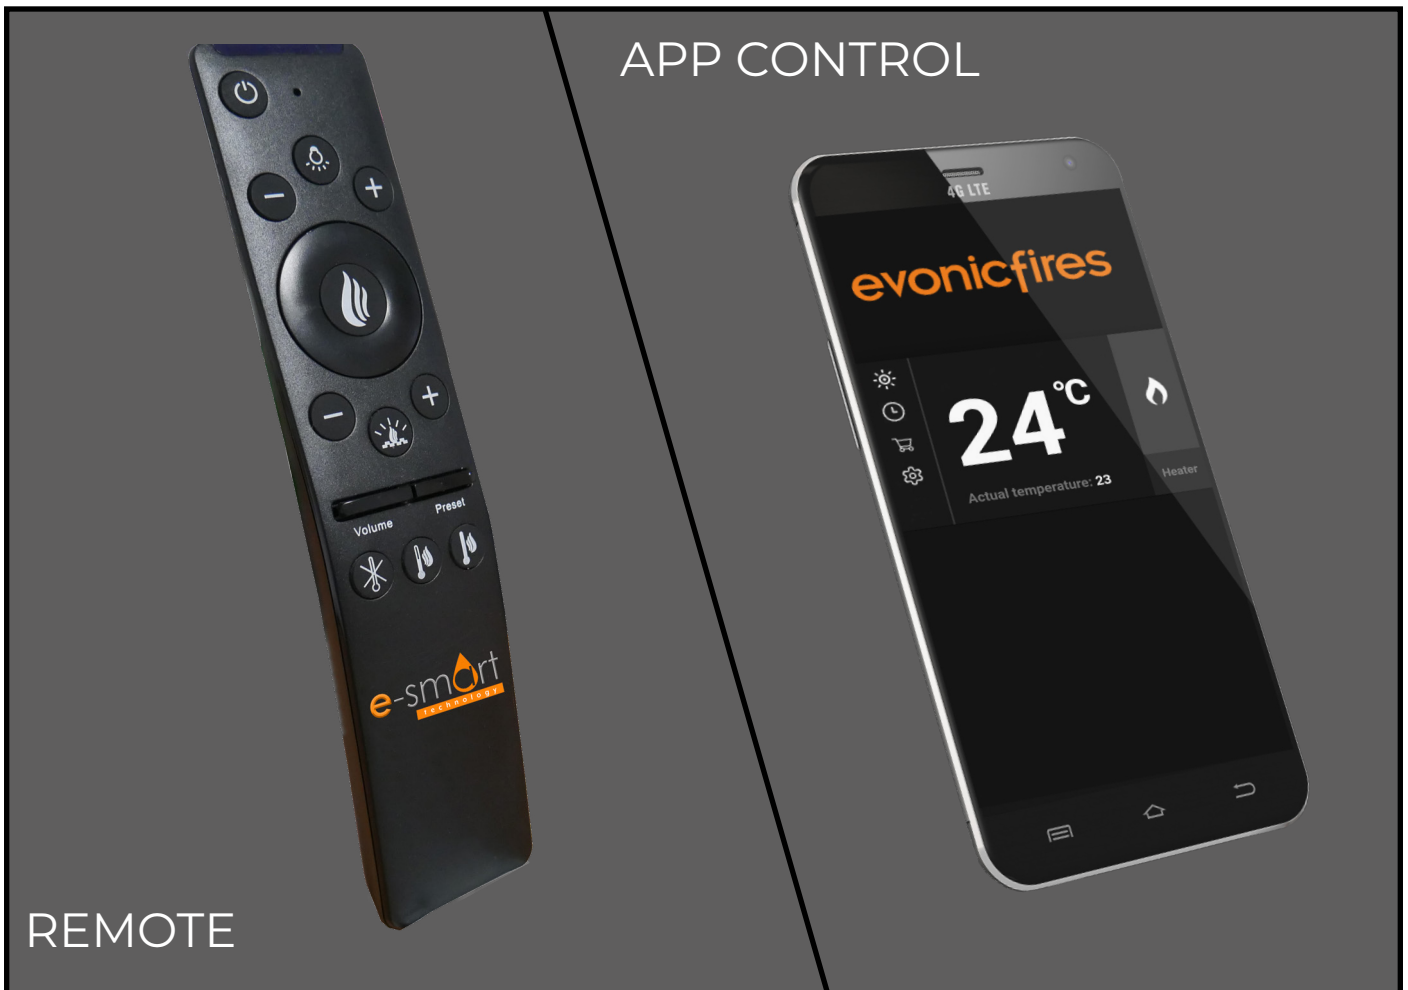 APP CONTROL
4G LTE
evonicfires
24°C
Actual temperature: 23
Heater
Volume
Preset
e-smart
technology
REMOTE